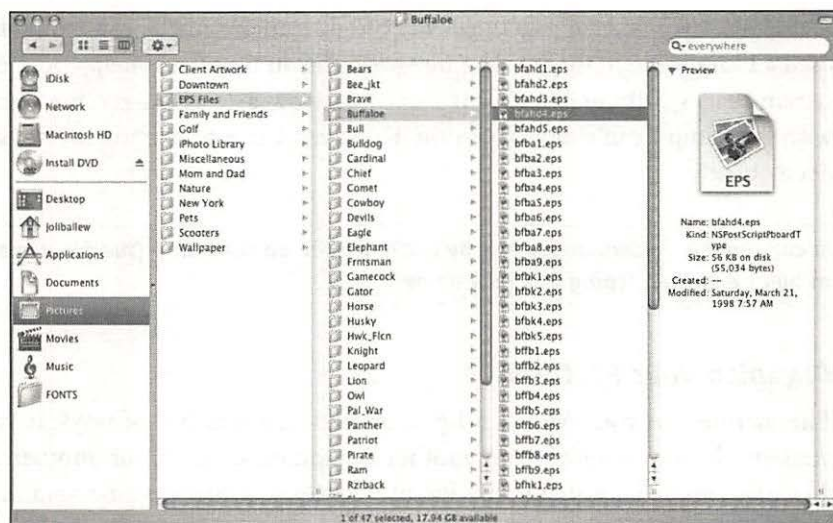 Buffaloe
everywhere
iDisk
Network
Macintosh HD
Install DVD
Desktop
joliballew
Applications
Documents
Pictures
Movies
Music
FONTS
Client Artwork
Downtown
EPS Files
Family and Friends
Golf
iPhoto Library
Miscellaneous
Mom and Dad
Nature
New York
Pets
Scooters
Wallpaper
Bears
Bee_jkt
Brave
Buffaloe
Bull
Bulldog
Cardinal
Chief
Comet
Cowboy
Devils
Eagle
Elephant
Frntsman
Gamecock
Gator
Horse
Husky
Hwk_Flcn
Knight
Leopard
Lion
Owl
Pal_War
Panther
Patriot
Pirate
Ram
Rzrback
bfahd1.eps
bfahd2.eps
bfahd3.eps
bfahd4.eps
bfahd5.eps
bfba1.eps
bfba2.eps
bfba3.eps
bfba4.eps
bfba5.eps
bfba6.eps
bfba7.eps
bfba8.eps
bfba9.eps
bfbk1.eps
bfbk2.eps
bfbk3.eps
bfbk4.eps
bfbk5.eps
bffb1.eps
bffb2.eps
bffb3.eps
bffb4.eps
bffb5.eps
bffb6.eps
bffb7.eps
bffb8.eps
bffb9.eps
bfhk1.eps
Preview
EPS
Name: bfahd4.eps
Kind: NSPostScriptPboardT
ype
Size: 56 KB on disk
(55,034 bytes)
Created: --
Modified: Saturday, March 21,
1998 7:57 AM
1 of 47 selected, 17.94 GB available